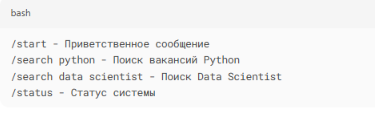 bash
/start - Приветственное сообщение
/search python - Поиск вакансий Python
/search data scientist - Поиск Data Scientist
/status - Статус системы